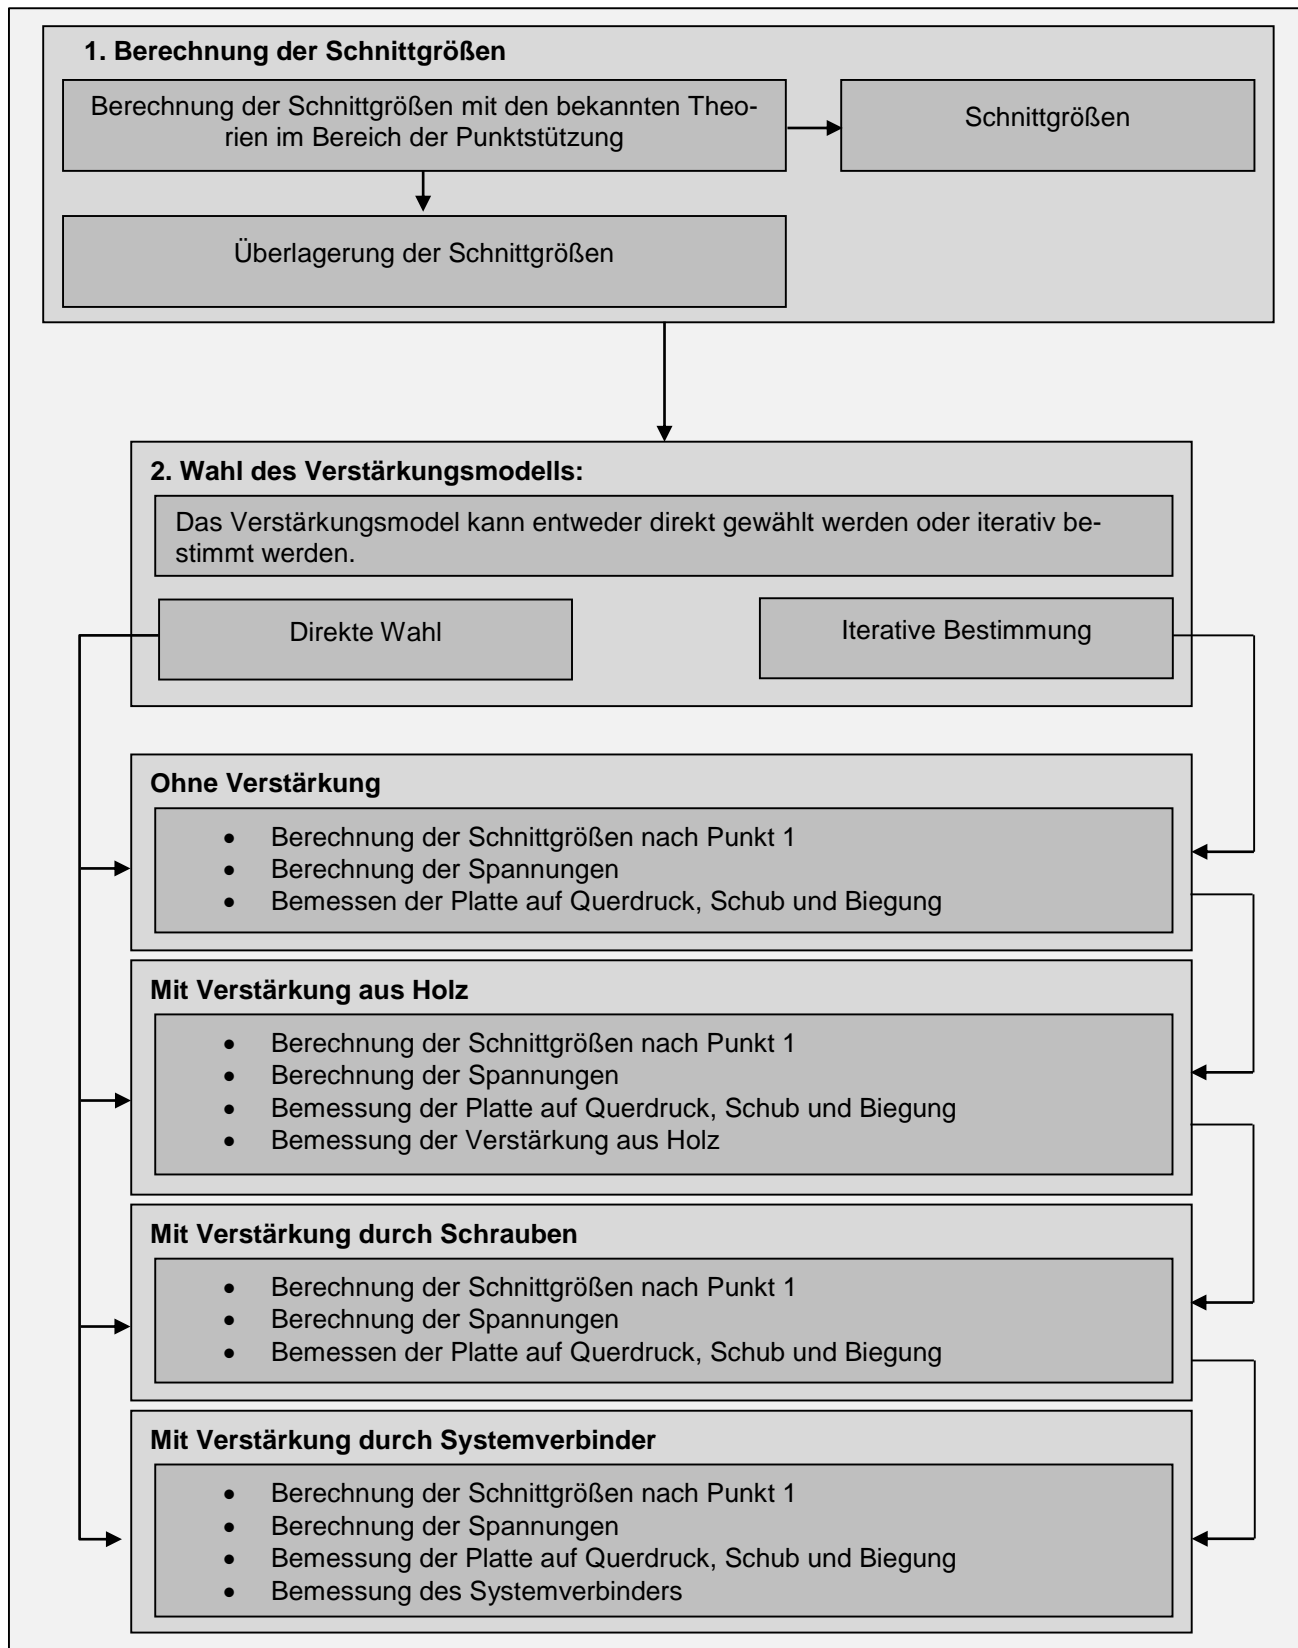 1. Berechnung der Schnittgrößen
Berechnung der Schnittgrößen mit den bekannten Theo-
rien im Bereich der Punktstützung
Schnittgrößen
Überlagerung der Schnittgrößen
2. Wahl des Verstärkungsmodells:
Das Verstärkungsmodel kann entweder direkt gewählt werden oder iterativ be-
stimmt werden.
Direkte Wahl
Iterative Bestimmung
Ohne Verstärkung
• Berechnung der Schnittgrößen nach Punkt 1
• Berechnung der Spannungen
• Bemessen der Platte auf Querdruck, Schub und Biegung
Mit Verstärkung aus Holz
• Berechnung der Schnittgrößen nach Punkt 1
• Berechnung der Spannungen
• Bemessung der Platte auf Querdruck, Schub und Biegung
• Bemessung der Verstärkung aus Holz
Mit Verstärkung durch Schrauben
• Berechnung der Schnittgrößen nach Punkt 1
• Berechnung der Spannungen
• Bemessen der Platte auf Querdruck, Schub und Biegung
Mit Verstärkung durch Systemverbinder
• Berechnung der Schnittgrößen nach Punkt 1
• Berechnung der Spannungen
• Bemessung der Platte auf Querdruck, Schub und Biegung
• Bemessung des Systemverbinders